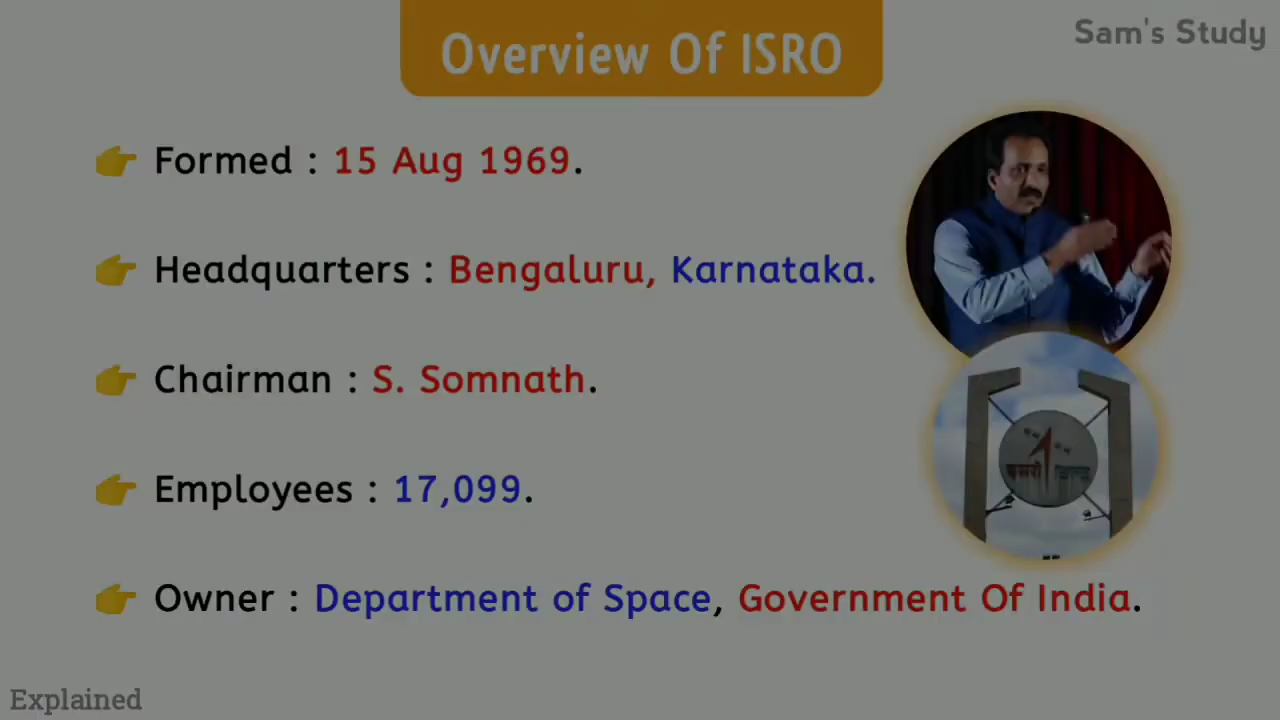 Overview Of ISRO
Sam's Study
Formed : 15 Aug 1969.
Headquarters : Bengaluru, Karnataka.
Chairman : S. Somnath.
Employees : 17,099.
Owner : Department of Space, Government Of India.
Explained